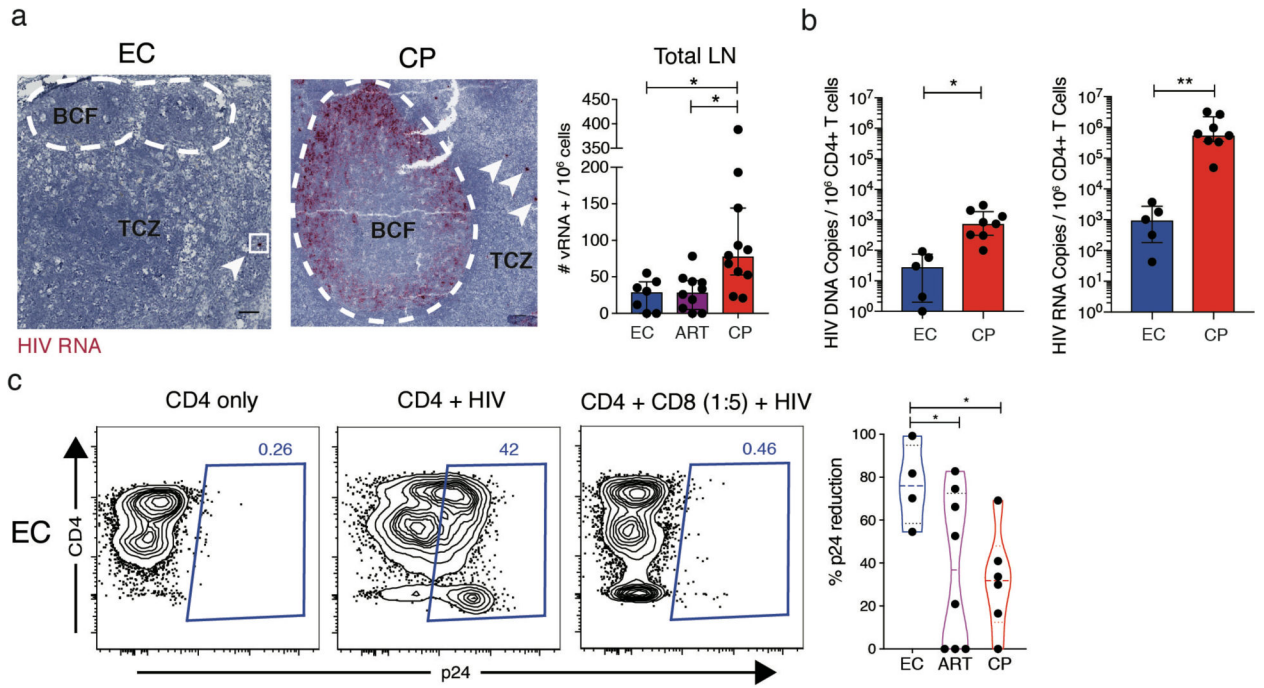 a
EC
CP
BCF
TCZ
BCF
TCZ
HIV RNA
Total LN
*
*
# vRNA + / 10⁶ cells
450
400
350
200
150
100
50
0
EC ART CP
b
*
HIV DNA Copies / 10⁶ CD4+ T cells
10⁷
10⁶
10⁵
10⁴
10³
10²
10¹
10⁰
EC CP
**
HIV RNA Copies / 10⁶ CD4+ T Cells
10⁷
10⁶
10⁵
10⁴
10³
10²
10¹
10⁰
EC CP
c
CD4 only
CD4 + HIV
CD4 + CD8 (1:5) + HIV
0.26
42
0.46
EC
CD4
p24
*
*
% p24 reduction
100
80
60
40
20
0
EC ART CP